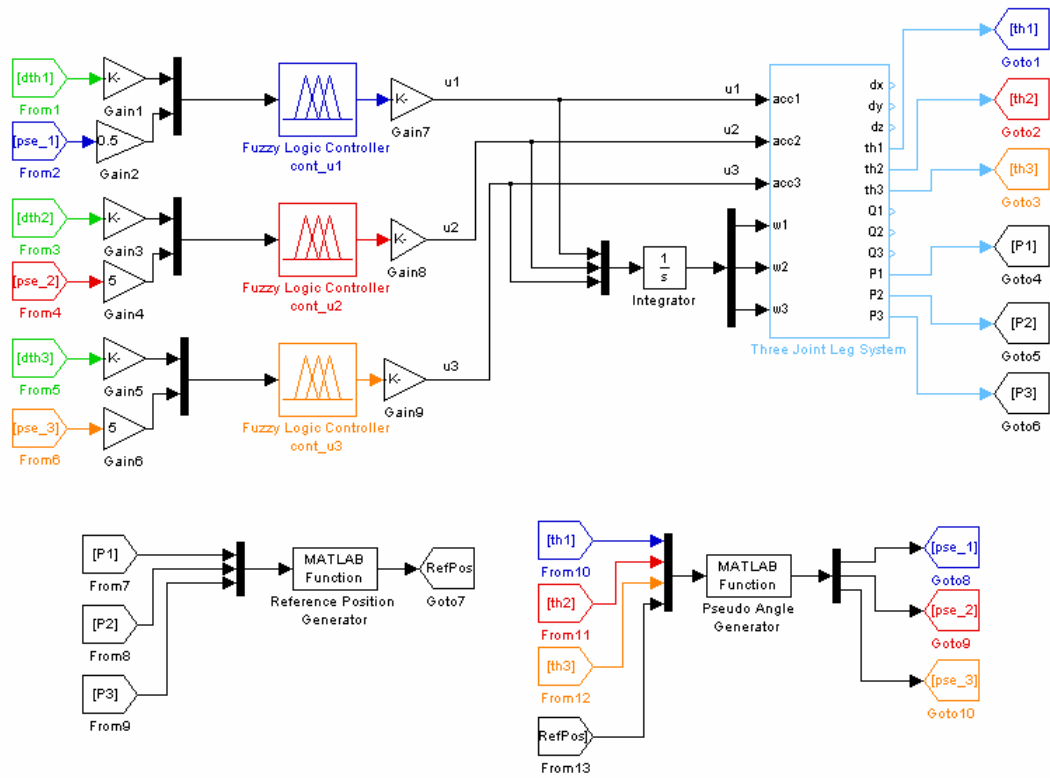 [dth1]
From1
K-
Gain1
[pse_1]
From2
0.5
Gain2
Fuzzy Logic Controller
cont_u1
K-
Gain7
u1
[dth2]
From3
K-
Gain3
[pse_2]
From4
5
Gain4
Fuzzy Logic Controller
cont_u2
K-
Gain8
u2
[dth3]
From5
K-
Gain5
[pse_3]
From6
5
Gain6
Fuzzy Logic Controller
cont_u3
K-
Gain9
u3
u1
u2
u3
1
s
Integrator
acc1
acc2
acc3
w1
w2
w3
dx
dy
dz
th1
th2
th3
Q1
Q2
Q3
P1
P2
P3
Three Joint Leg System
[th1]
Goto1
[th2]
Goto2
[th3]
Goto3
[P1]
Goto4
[P2]
Goto5
[P3]
Goto6
[P1]
From7
[P2]
From8
[P3]
From9
MATLAB
Function
Reference Position
Generator
RefPos
Goto7
[th1]
From10
[th2]
From11
[th3]
From12
RefPos]
From13
MATLAB
Function
Pseudo Angle
Generator
[pse_1]
Goto8
[pse_2]
Goto9
[pse_3]
Goto10